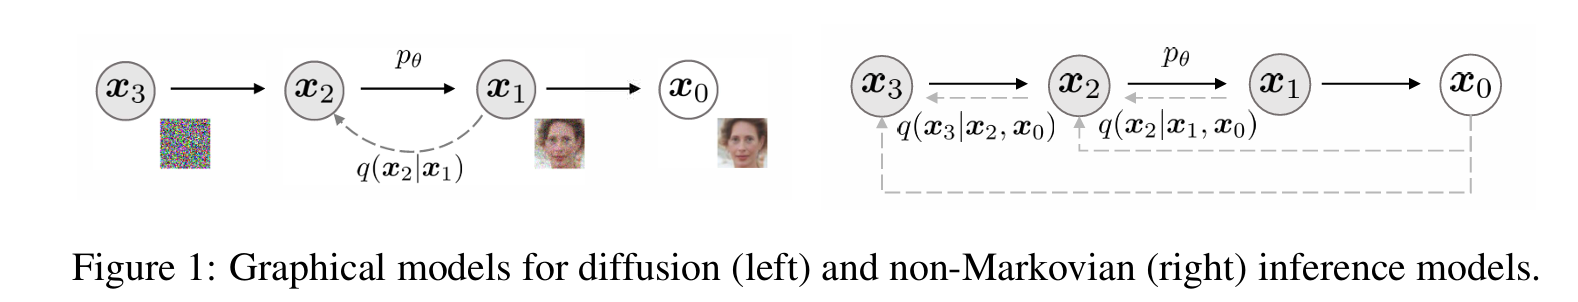 x₃ x₂ pθ x₁ x₀
q(x₂|x₁)
x₃ x₂ pθ x₁ x₀
q(x₃|x₂, x₀) q(x₂|x₁, x₀)
Figure 1: Graphical models for diffusion (left) and non-Markovian (right) inference models.